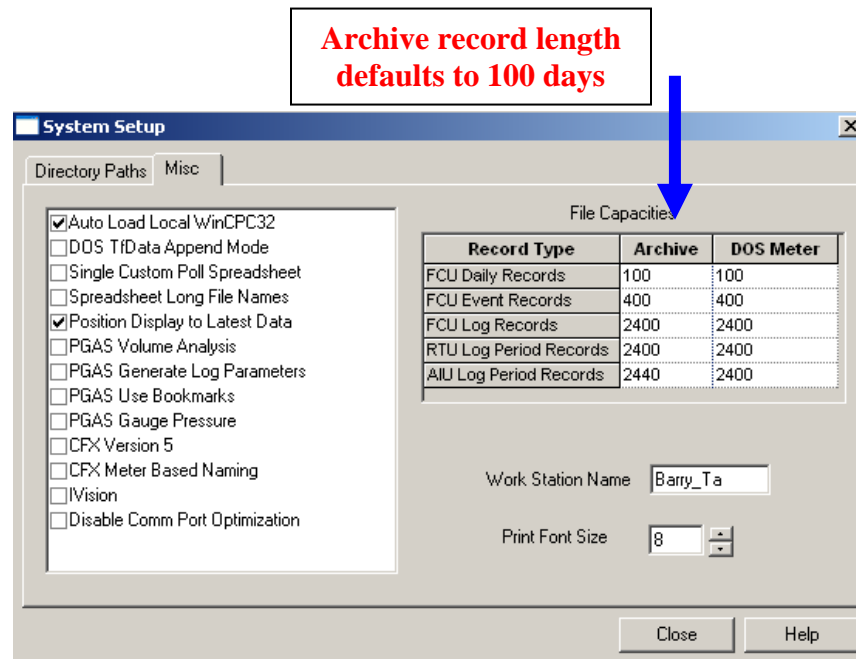 Archive record length
defaults to 100 days
System Setup
Directory Paths Misc
Auto Load Local WinCPC32
DOS TfData Append Mode
Single Custom Poll Spreadsheet
Spreadsheet Long File Names
Position Display to Latest Data
PGAS Volume Analysis
PGAS Generate Log Parameters
PGAS Use Bookmarks
PGAS Gauge Pressure
CFX Version 5
CFX Meter Based Naming
IVision
Disable Comm Port Optimization
File Capacities
Record Type Archive DOS Meter
FCU Daily Records 100 100
FCU Event Records 400 400
FCU Log Records 2400 2400
RTU Log Period Records 2400 2400
AIU Log Period Records 2440 2400
Work Station Name Barry_Ta
Print Font Size 8
Close Help